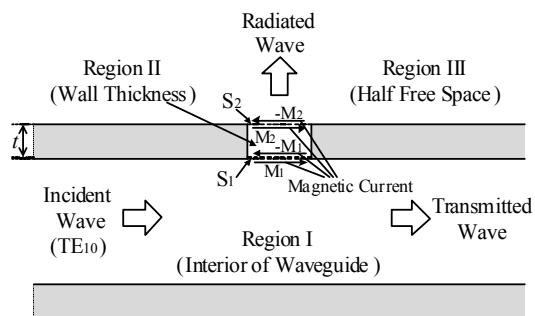 Radiated
Wave
Region II
(Wall Thickness)
Region III
(Half Free Space)
S2
-M2
M2
t
-M1
M1
S1
Magnetic Current
Incident
Wave
(TE10)
Transmitted
Wave
Region I
(Interior of Waveguide )